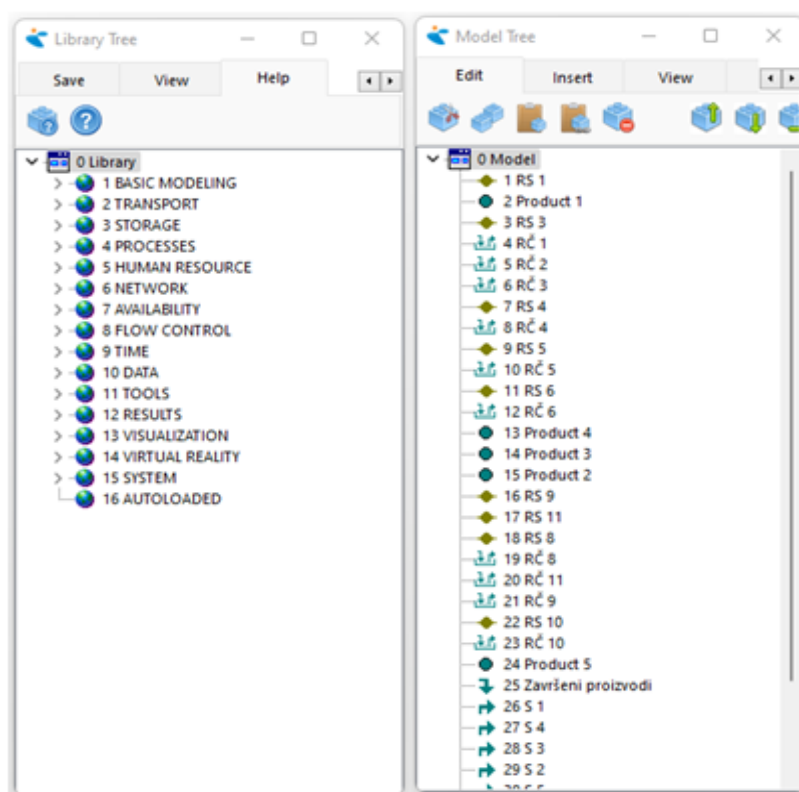 Library Tree
Save View Help
0 Library
1 BASIC MODELING
2 TRANSPORT
3 STORAGE
4 PROCESSES
5 HUMAN RESOURCE
6 NETWORK
7 AVAILABILITY
8 FLOW CONTROL
9 TIME
10 DATA
11 TOOLS
12 RESULTS
13 VISUALIZATION
14 VIRTUAL REALITY
15 SYSTEM
16 AUTOLOADED
Model Tree
Edit Insert View
0 Model
1 RS 1
2 Product 1
3 RS 3
4 RČ 1
5 RČ 2
6 RČ 3
7 RS 4
8 RČ 4
9 RS 5
10 RČ 5
11 RS 6
12 RČ 6
13 Product 4
14 Product 3
15 Product 2
16 RS 9
17 RS 11
18 RS 8
19 RČ 8
20 RČ 11
21 RČ 9
22 RS 10
23 RČ 10
24 Product 5
25 Završeni proizvodi
26 S 1
27 S 4
28 S 3
29 S 2